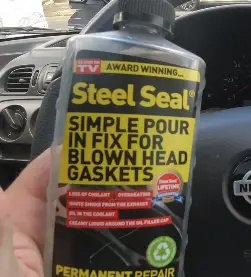 AS SEEN ON
TV
AWARD WINNING...
Steel Seal®
SIMPLE POUR
IN FIX FOR
BLOWN HEAD
GASKETS
LOSS OF COOLANT OVERHEATING
WHITE SMOKE FROM THE EXHAUST
OIL IN THE COOLANT
CREAMY LIQUID AROUND THE OIL FILLER CAP
LIFETIME
PERMANENT REPAIR